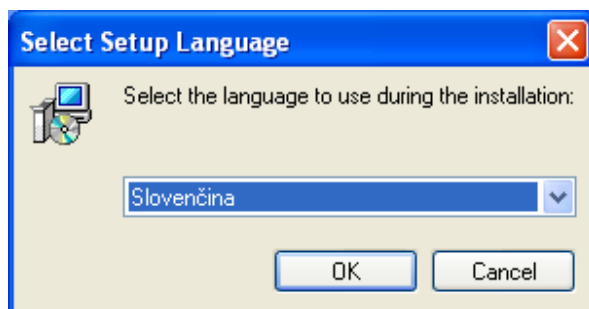 Select Setup Language
Select the language to use during the installation:
Slovenčina
OK
Cancel